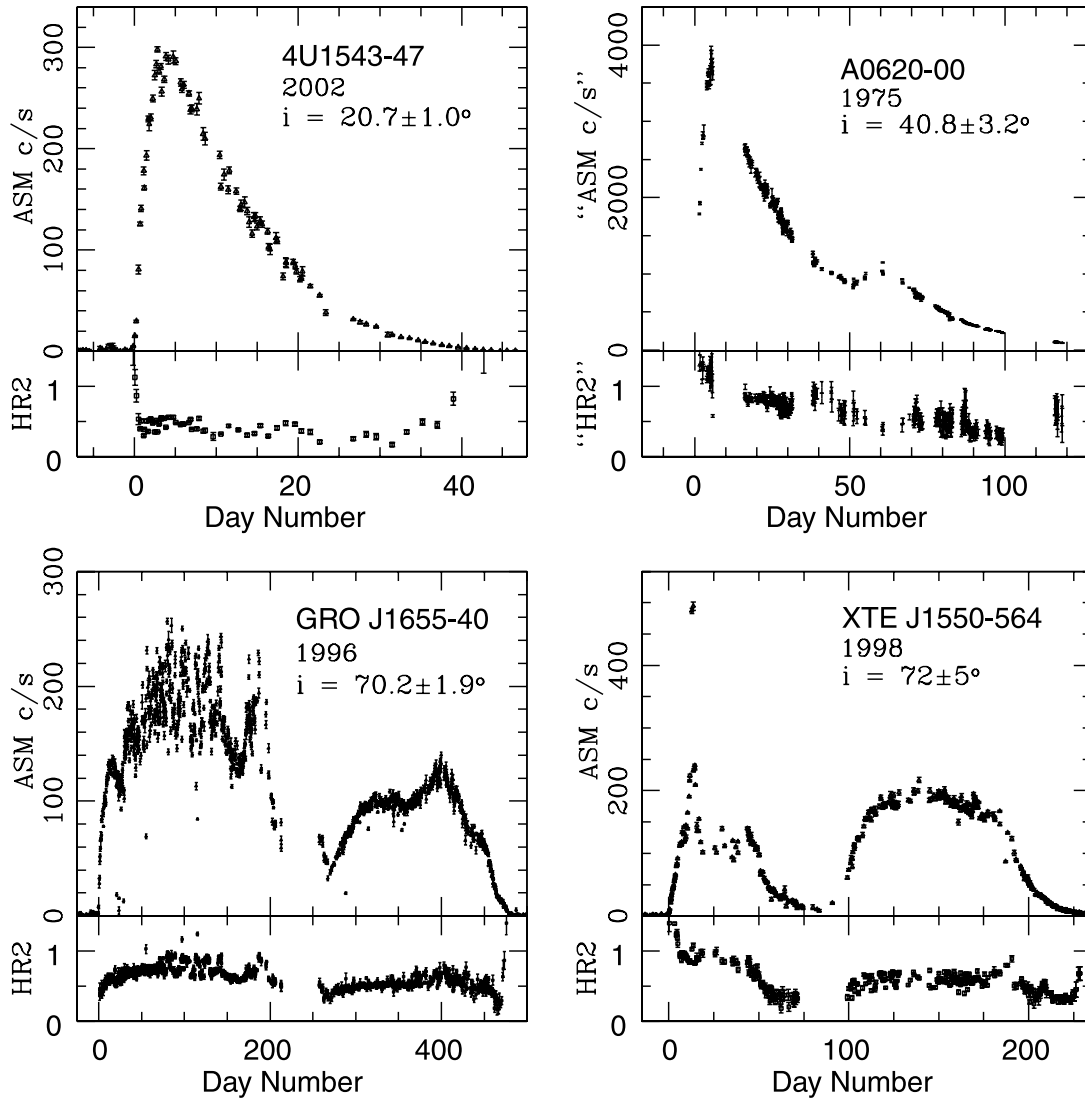 4U1543-47
2002
i = 20.7±1.0°
ASM c/s
0
100
200
300
HR2
0
1
0
20
40
Day Number
A0620-00
1975
i = 40.8±3.2°
"ASM c/s"
0
2000
4000
"HR2"
0
1
0
50
100
Day Number
GRO J1655-40
1996
i = 70.2±1.9°
ASM c/s
0
100
200
300
HR2
0
1
0
200
400
Day Number
XTE J1550-564
1998
i = 72±5°
ASM c/s
0
200
400
HR2
0
1
0
100
200
Day Number